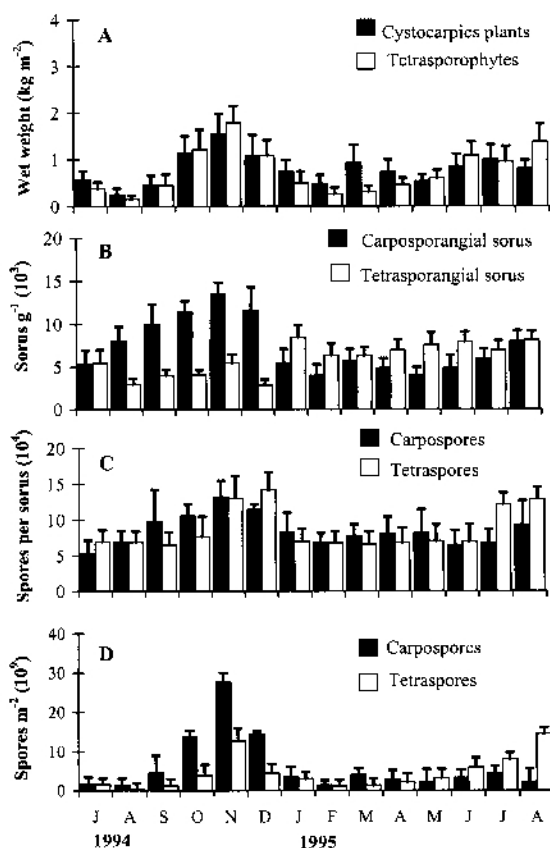 A
Cystocarpics plants
Tetrasporophytes
Wet weight (kg m-2)
4
3
2
1
0
B
Carposporangial sorus
Tetrasporangial sorus
Sorus g-1 (10³)
20
15
10
5
0
C
Carpospores
Tetraspores
Spores per sorus (10⁴)
20
15
10
5
0
D
Carpospores
Tetraspores
Spores m-2 (10⁹)
40
30
20
10
0
J A S O N D J F M A M J J A
1994 1995